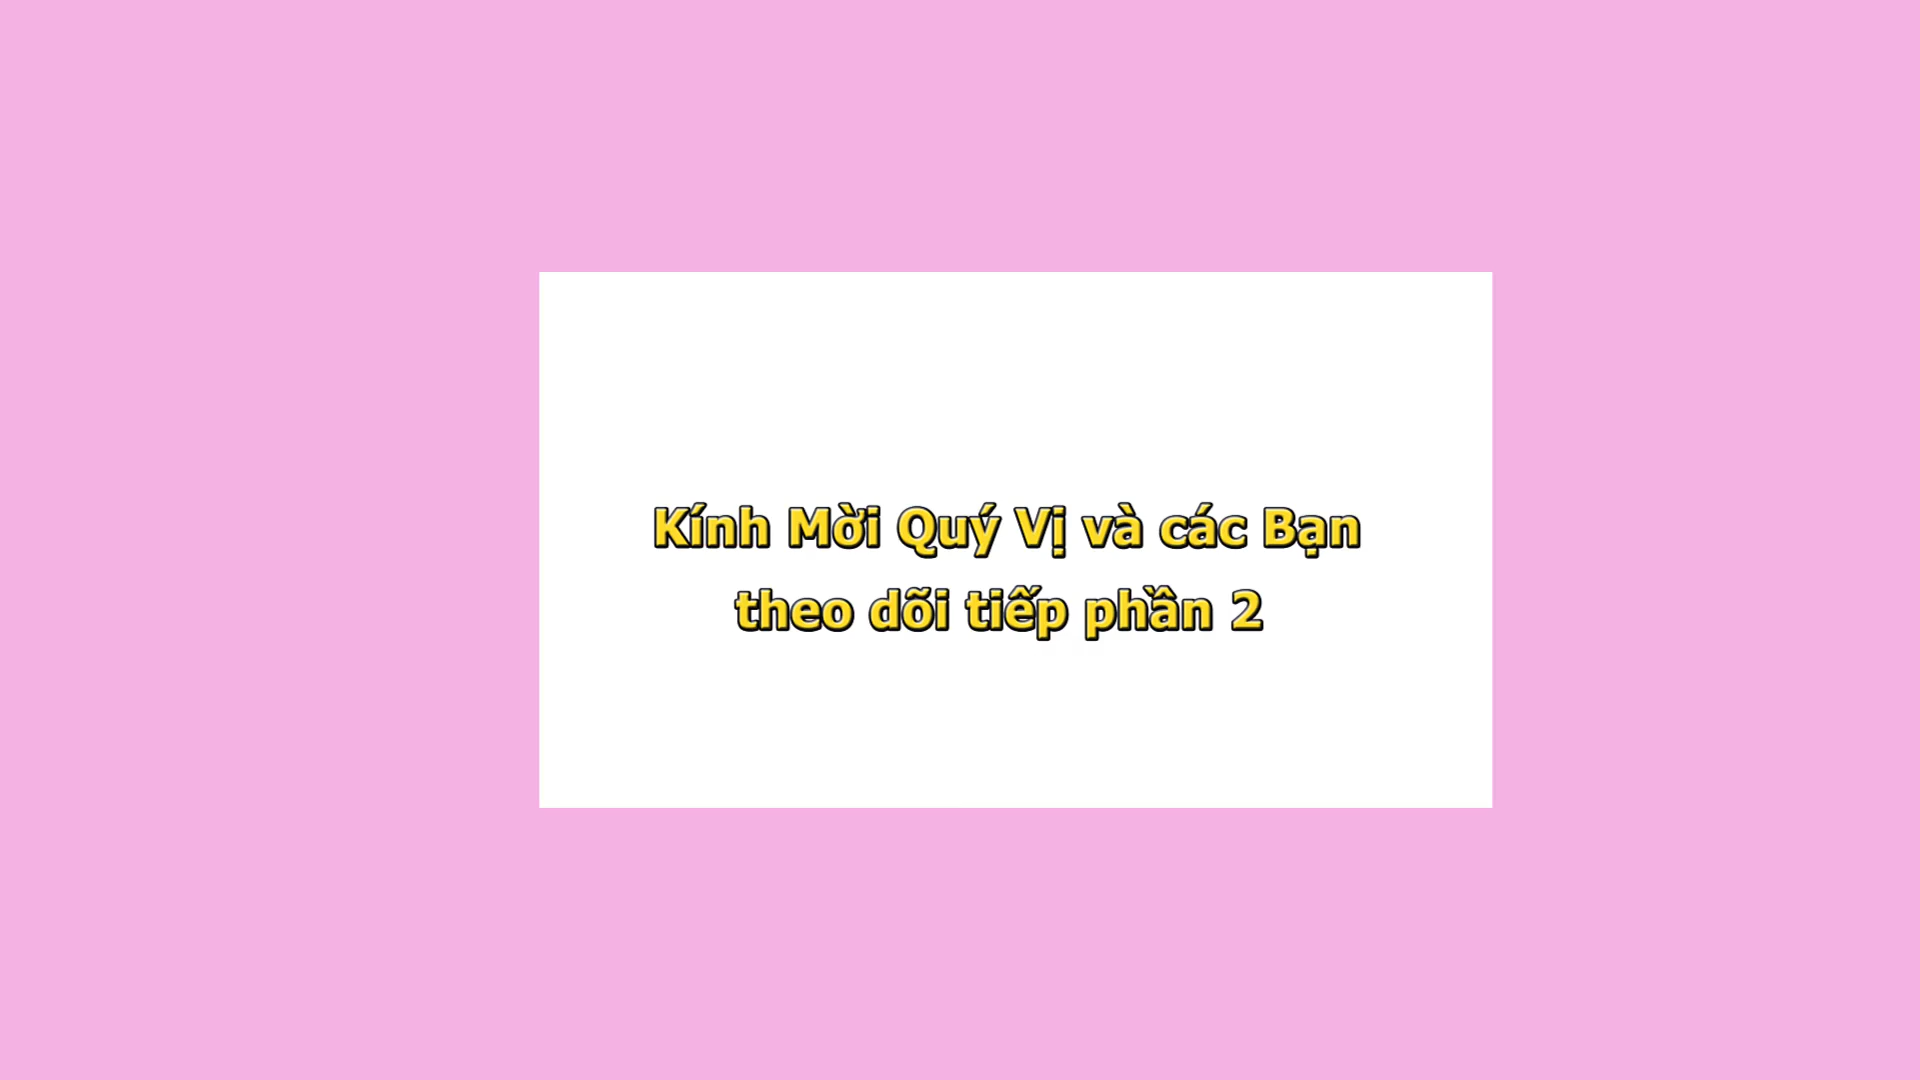 Kính Mời Quý Vị và các Bạn
theo dõi tiếp phần 2